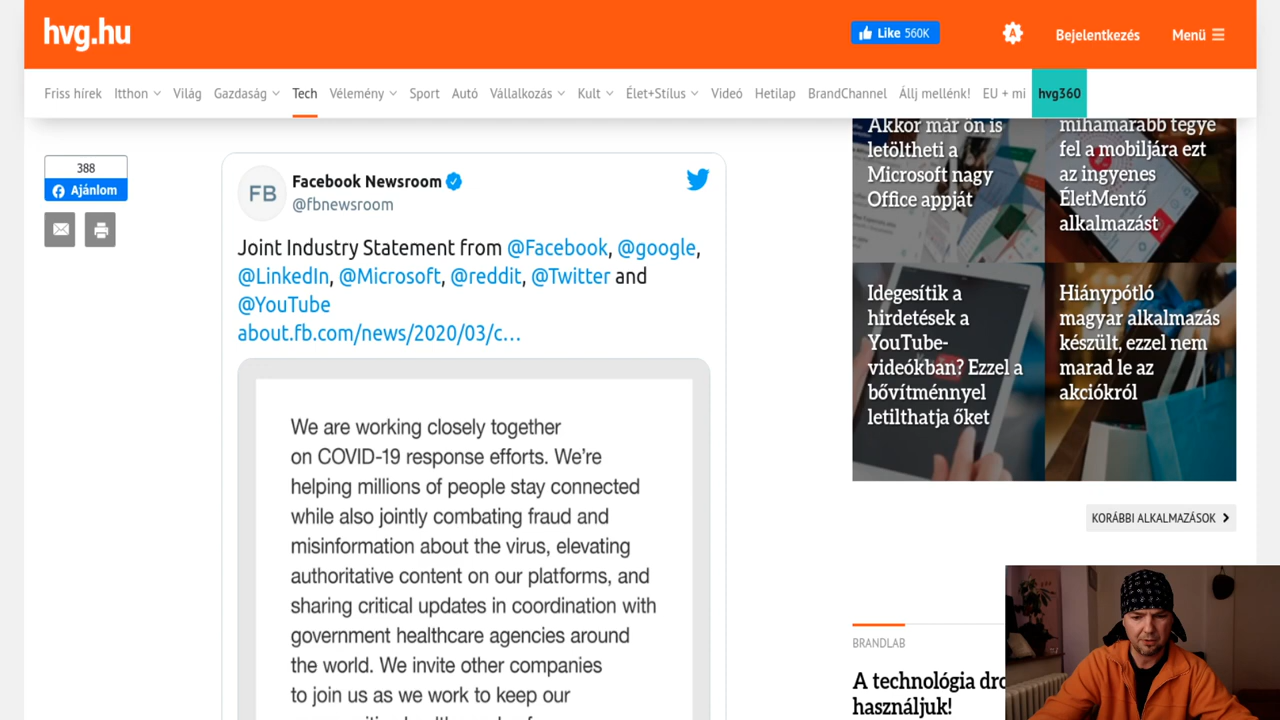 hvg.hu
Like 560K
A
Bejelentkezés
Menü
Friss hírek
Itthon
Világ
Gazdaság
Tech
Vélemény
Sport
Autó
Vállalkozás
Kult
Élet+Stílus
Videó
Hetilap
BrandChannel
Állj mellénk!
EU + mi
hvg360
388
Ajánlom
FB
Facebook Newsroom
@fbnewsroom
Joint Industry Statement from @Facebook, @google,
@LinkedIn, @Microsoft, @reddit, @Twitter and
@YouTube
about.fb.com/news/2020/03/c…
We are working closely together
on COVID-19 response efforts. We’re
helping millions of people stay connected
while also jointly combating fraud and
misinformation about the virus, elevating
authoritative content on our platforms, and
sharing critical updates in coordination with
government healthcare agencies around
the world. We invite other companies
to join us as we work to keep our
Akkor már ön is
letöltheti a
Microsoft nagy
Office appját
mihamarabb tegye
fel a mobiljára ezt
az ingyenes
ÉletMentő
alkalmazást
Idegesítik a
hirdetések a
YouTube-
videókban? Ezzel a
bővítménnyel
letilthatja őket
Hiánypótló
magyar alkalmazás
készült, ezzel nem
marad le az
akciókról
KORÁBBI ALKALMAZÁSOK
BRANDLAB
A technológia
használjuk!